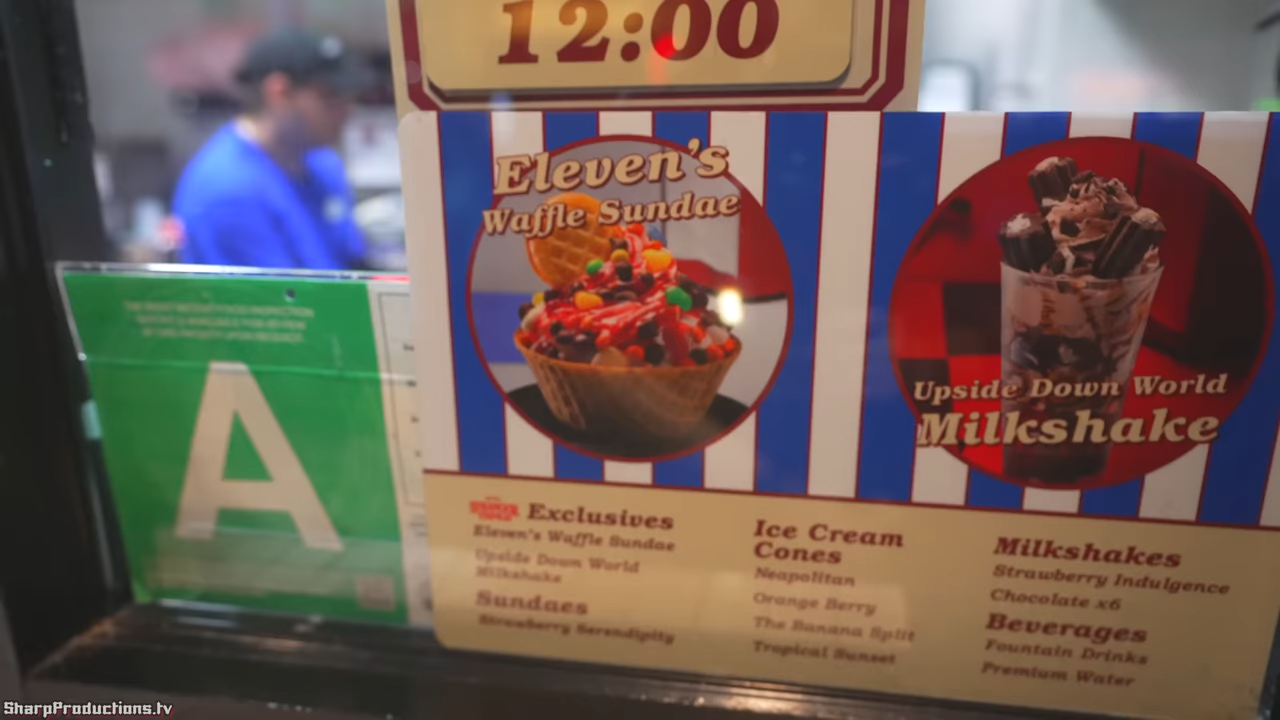 12:00
Eleven's
Waffle Sundae
Upside Down World
Milkshake
A
Exclusives
Eleven's Waffle Sundae
Upside Down World
Milkshake
Sundaes
Strawberry Serendipity
Ice Cream
Cones
Neapolitan
Orange Berry
The Banana Split
Tropical Sunset
Milkshakes
Strawberry Indulgence
Chocolate x6
Beverages
Fountain Drinks
Premium Water
SharpProductions.tv